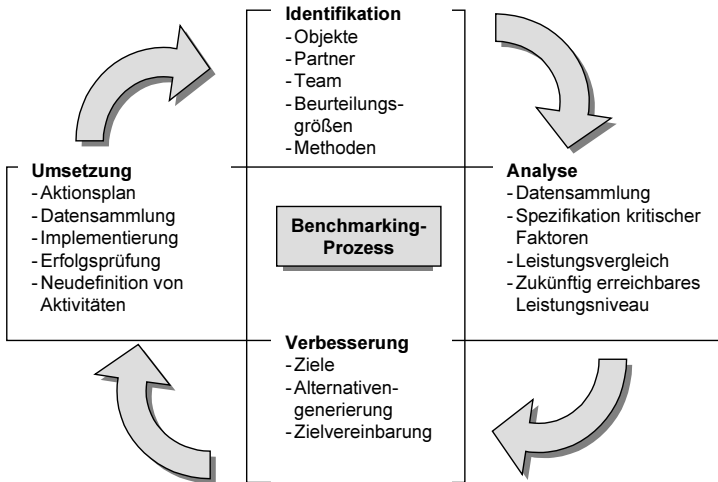 Identifikation
-Objekte
-Partner
-Team
-Beurteilungs-
größen
-Methoden
Umsetzung
-Aktionsplan
-Datensammlung
-Implementierung
-Erfolgsprüfung
-Neudefinition von
Aktivitäten
Benchmarking-
Prozess
Analyse
-Datensammlung
-Spezifikation kritischer
Faktoren
-Leistungsvergleich
-Zukünftig erreichbares
Leistungsniveau
Verbesserung
-Ziele
-Alternativen-
generierung
-Zielvereinbarung